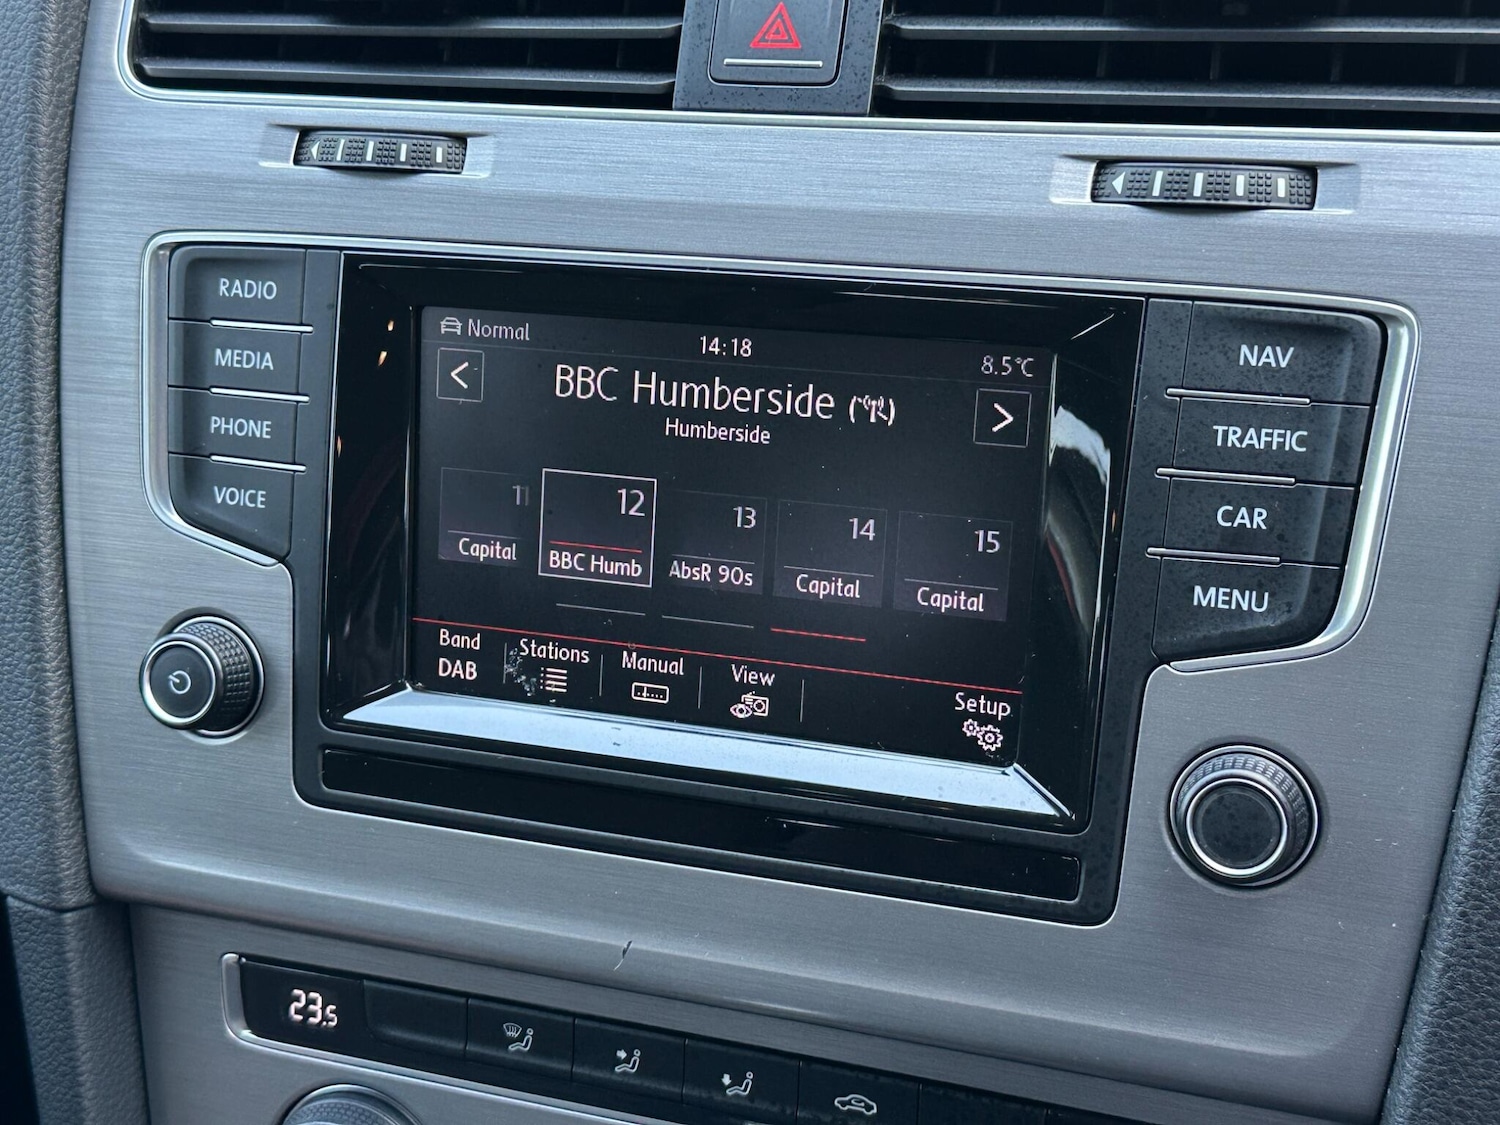 RADIO
MEDIA
PHONE
VOICE
Normal
14:18
8.5°C
BBC Humberside
Humberside
11
Capital
12
BBC Humb
13
AbsR 90s
14
Capital
15
Capital
Band
DAB
Stations
Manual
View
Setup
NAV
TRAFFIC
CAR
MENU
23.5